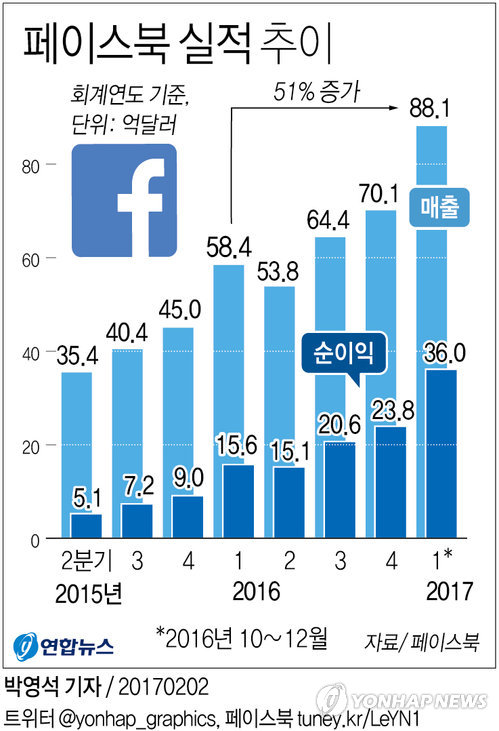 페이스북 실적 추이
회계연도 기준,
단위: 억달러
51% 증가
88.1
80
매출
70.1
64.4
60
58.4
53.8
45.0
40.4
40
35.4
순이익
36.0
20
23.8
20.6
15.6
15.1
9.0
7.2
5.1
0
2분기 3 4 1 2 3 4 1*
2015년 2016 2017
연합뉴스 *2016년 10~12월 자료/ 페이스북
박영석 기자 / 20170202
YONHAP NEWS
트위터 @yonhap_graphics, 페이스북 tuney.kr/LeYN1